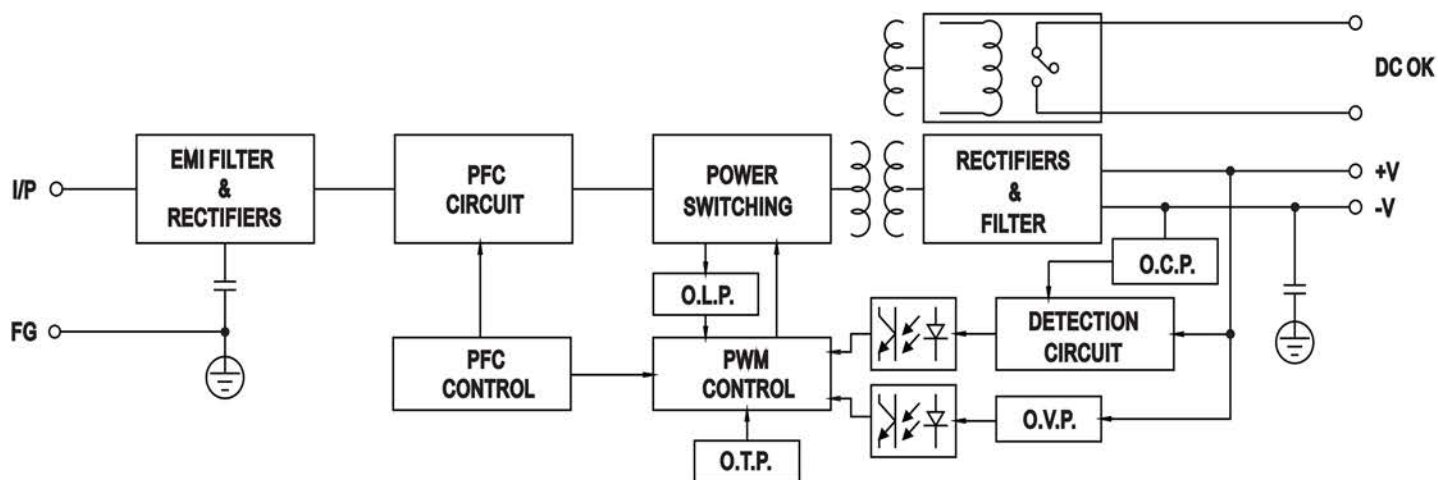 DC OK
I/P
EMI FILTER
&
RECTIFIERS
PFC
CIRCUIT
POWER
SWITCHING
RECTIFIERS
&
FILTER
+V
-V
O.C.P.
O.L.P.
FG
PFC
CONTROL
PWM
CONTROL
DETECTION
CIRCUIT
O.V.P.
O.T.P.